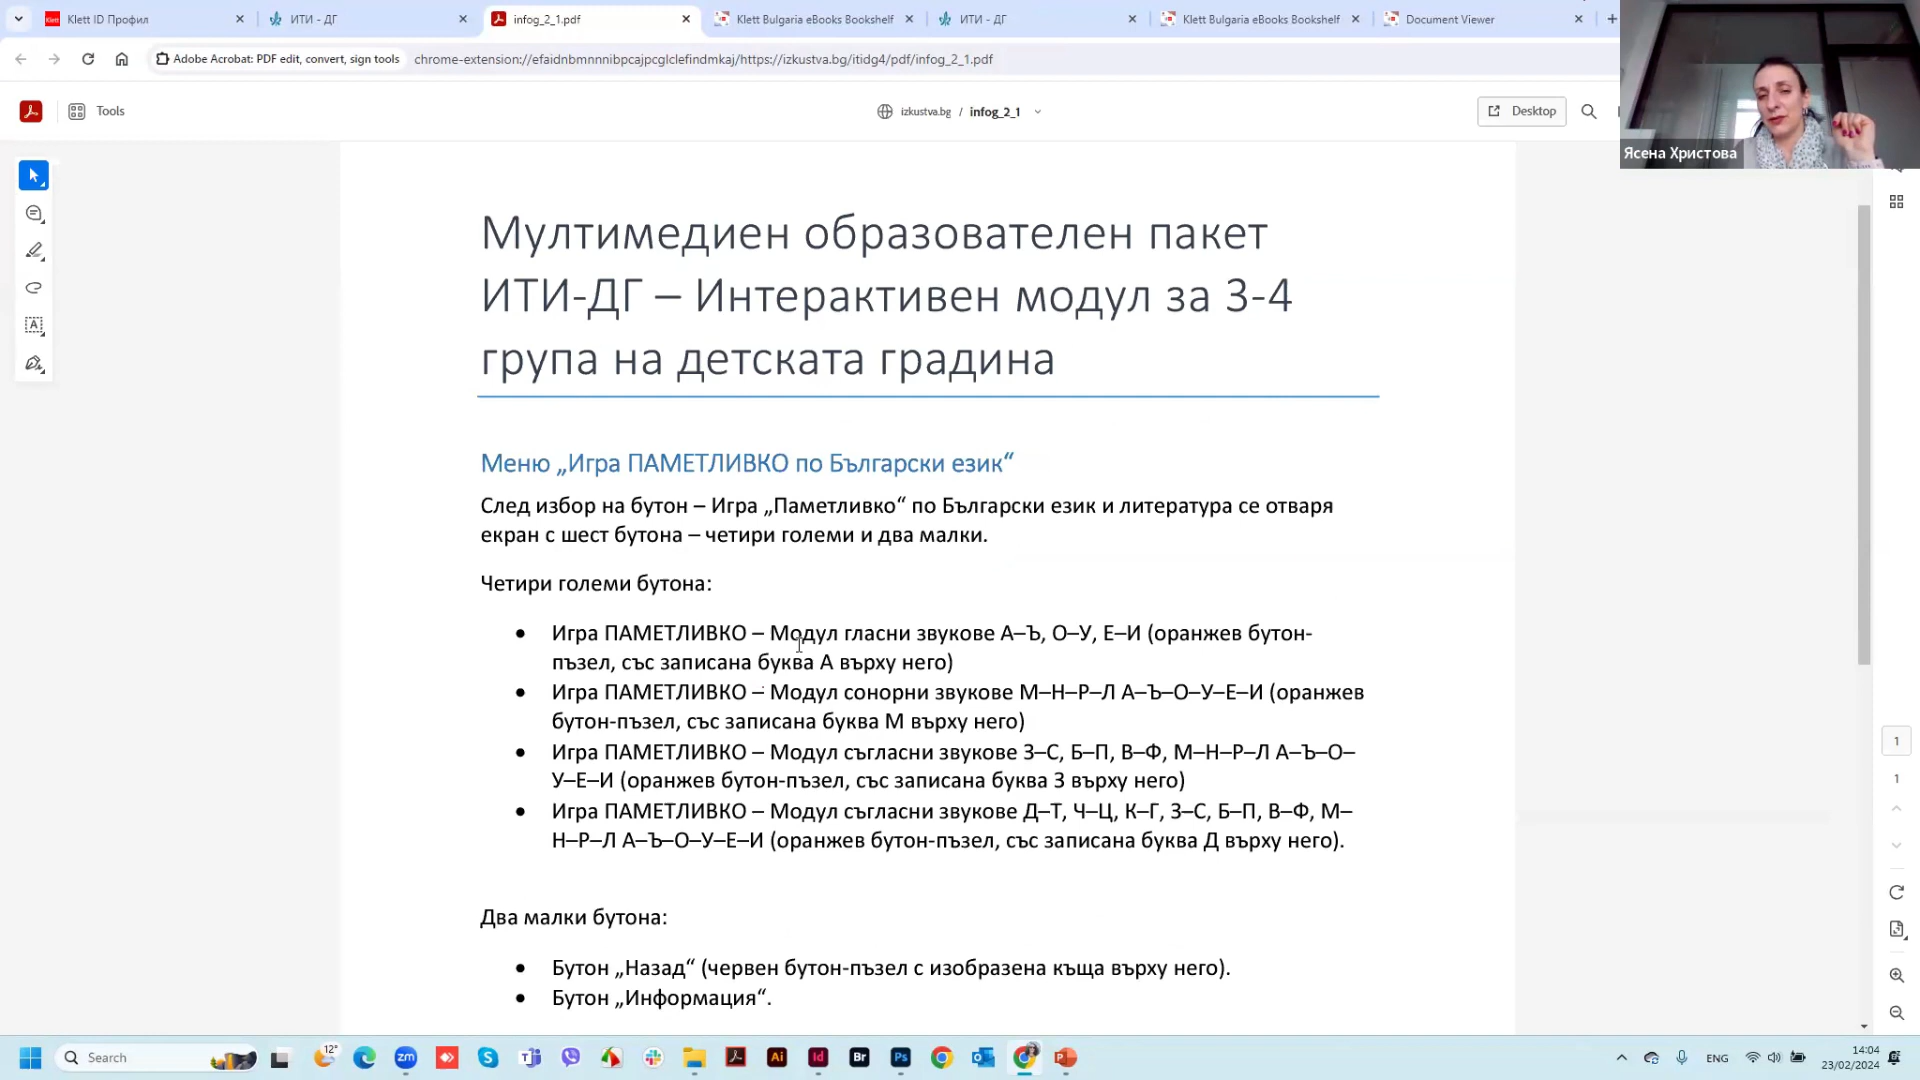 Klett ID Профил
ИТИ - ДГ
infog_2_1.pdf
Klett Bulgaria eBooks Bookshelf
ИТИ - ДГ
Klett Bulgaria eBooks Bookshelf
Document Viewer
Adobe Acrobat: PDF edit, convert, sign tools
chrome-extension://efaidnbmnnnibpcajpcglclefindmkaj/https://izkustva.bg/itidg4/pdf/infog_2_1.pdf
Tools
izkustva.bg / infog_2_1
Desktop
Ясена Христова
Мултимедиен образователен пакет
ИТИ-ДГ – Интерактивен модул за 3-4
група на детската градина
Меню „Игра ПАМЕТЛИВКО по Български език“
След избор на бутон – Игра „Паметливко“ по Български език и литература се отваря
екран с шест бутона – четири големи и два малки.
Четири големи бутона:
• Игра ПАМЕТЛИВКО – Модул гласни звукове А–Ъ, О–У, Е–И (оранжев бутон-
пъзел, със записана буква А върху него)
• Игра ПАМЕТЛИВКО – Модул сонорни звукове М–Н–Р–Л А–Ъ–О–У–Е–И (оранжев
бутон-пъзел, със записана буква М върху него)
• Игра ПАМЕТЛИВКО – Модул съгласни звукове З–С, Б–П, В–Ф, М–Н–Р–Л А–Ъ–О–
У–Е–И (оранжев бутон-пъзел, със записана буква З върху него)
• Игра ПАМЕТЛИВКО – Модул съгласни звукове Д–Т, Ч–Ц, К–Г, З–С, Б–П, В–Ф, М–
Н–Р–Л А–Ъ–О–У–Е–И (оранжев бутон-пъзел, със записана буква Д върху него).
Два малки бутона:
• Бутон „Назад“ (червен бутон-пъзел с изобразена къща върху него).
• Бутон „Информация“.
1
1
Search
12°
zm
Ai
Id
Br
Ps
ENG
14:04
23/02/2024